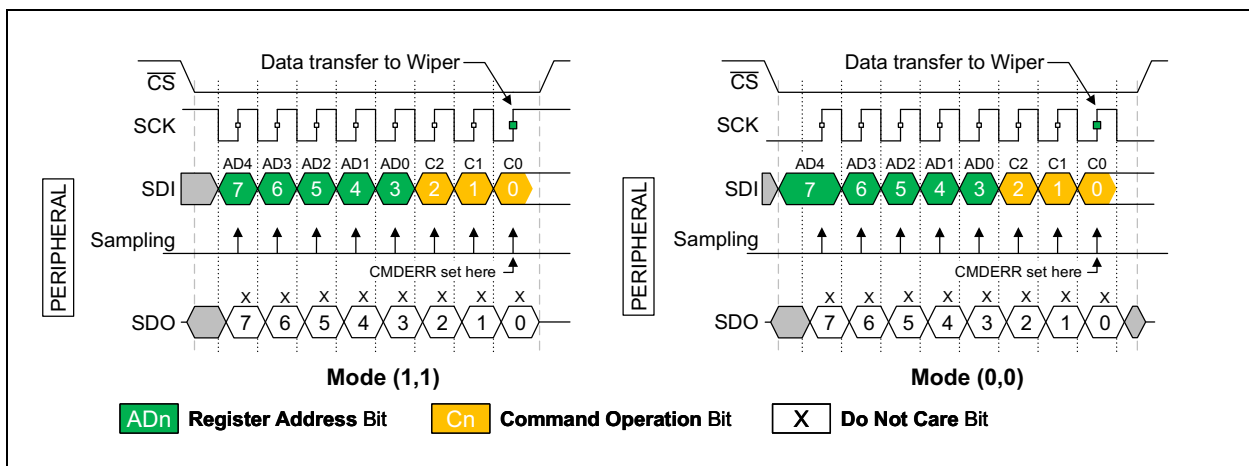 Data transfer to Wiper
CS
SCK
AD4 AD3 AD2 AD1 AD0 C2 C1 C0
SDI 7 6 5 4 3 2 1 0
Sampling
CMDERR set here
X X X X X X X X
SDO 7 6 5 4 3 2 1 0
PERIPHERAL
Mode (1,1)
Data transfer to Wiper
CS
SCK
AD4 AD3 AD2 AD1 AD0 C2 C1 C0
SDI 7 6 5 4 3 2 1 0
Sampling
CMDERR set here
X X X X X X X X
SDO 7 6 5 4 3 2 1 0
PERIPHERAL
Mode (0,0)
ADn Register Address Bit Cn Command Operation Bit X Do Not Care Bit